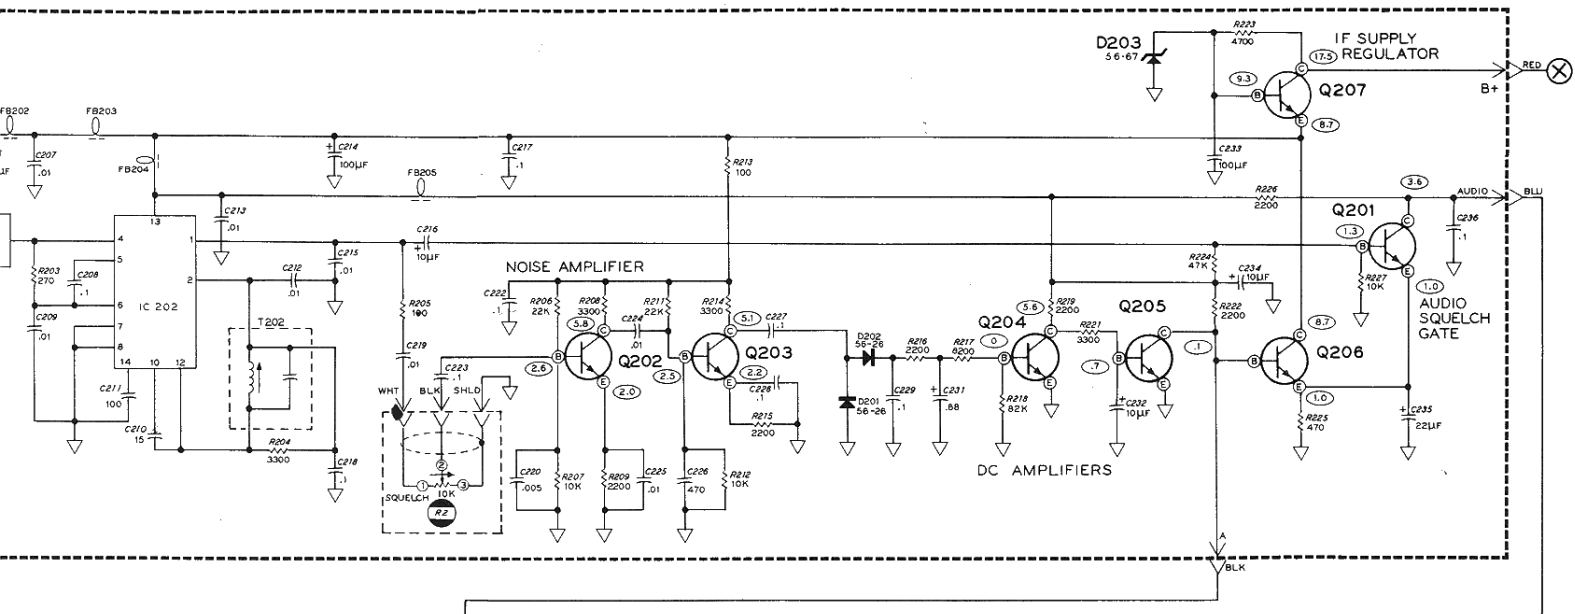 R223
4700
IF SUPPLY
REGULATOR
D203
56-67
17.5
RED
9.3
B+
Q207
C
B
E
8.7
FB202
FB203
C207
.01
µF
FB204
C214
100µF
C217
.1
R213
100
C233
100µF
FB205
3.6
AUDIO
BLU
R226
2200
Q201
C
B
E
1.3
C236
.1
1.0
AUDIO
SQUELCH
GATE
R227
10K
C213
.01
13
4
5
6
7
8
14
10
12
1
2
IC 202
R203
270
C208
.1
C209
.01
C211
100
C210
15
C212
.01
C215
.01
C216
10µF
T202
R204
3300
C218
.1
R205
100
C219
.01
WHT
BLK
SHLD
C223
.1
SQUELCH
1
2
3
10K
R2
NOISE AMPLIFIER
C222
.1
R206
22K
R208
3300
R211
22K
R214
3300
C224
.01
5.8
C
B
E
Q202
2.6
2.0
5.1
C
B
E
Q203
2.5
2.2
C227
.1
C228
.1
R215
2200
C220
.005
R207
10K
R209
2200
C225
.01
C226
470
R212
10K
D202
56-26
D201
56-26
R216
2200
R217
8200
C229
.1
C231
.88
Q204
0
C
B
E
5.6
R219
2200
R218
82K
R221
3300
.7
C232
10µF
Q205
C
B
E
.1
R224
47K
C234
10µF
R222
2200
8.7
Q206
C
B
E
1.0
R225
470
C235
22µF
DC AMPLIFIERS
A
BLK